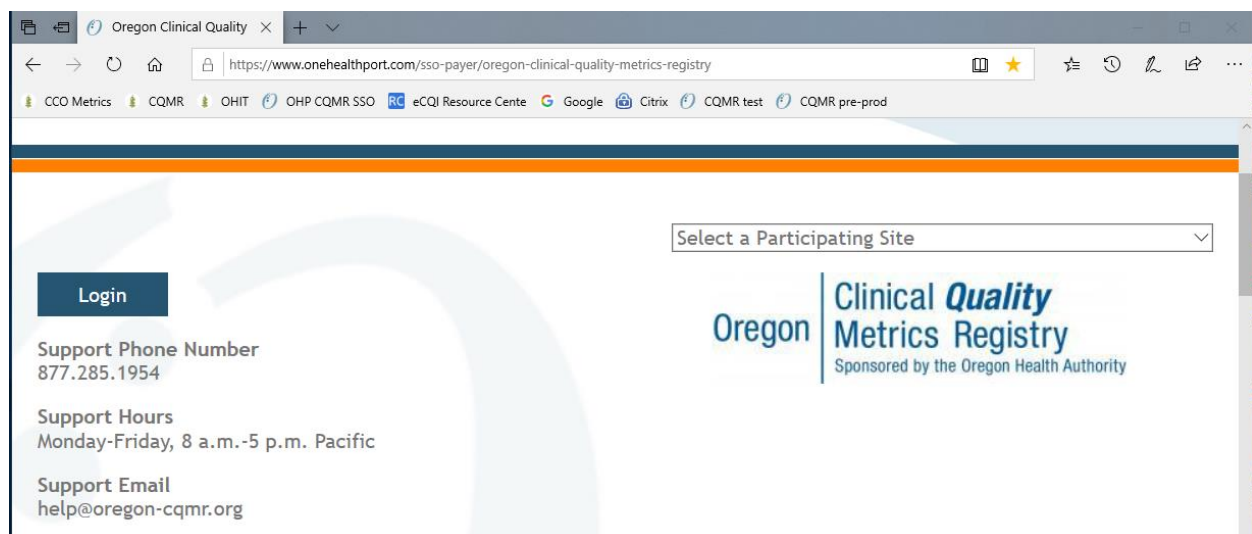 Oregon Clinical Quality
https://www.onehealthport.com/sso-payer/oregon-clinical-quality-metrics-registry
CCO Metrics CQMR OHIT OHP CQMR SSO RC eCQI Resource Cente G Google Citrix CQMR test CQMR pre-prod
Select a Participating Site
Login
Oregon
Clinical Quality
Metrics Registry
Sponsored by the Oregon Health Authority
Support Phone Number
877.285.1954
Support Hours
Monday-Friday, 8 a.m.-5 p.m. Pacific
Support Email
help@oregon-cqmr.org